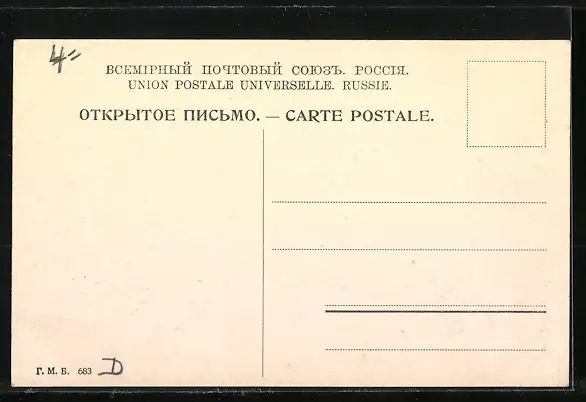 4=
ВСЕМІРНЫЙ ПОЧТОВЫЙ СОЮЗЪ. РОССІЯ.
UNION POSTALE UNIVERSELLE. RUSSIE.
ОТКРЫТОЕ ПИСЬМО. — CARTE POSTALE.
Г. М. Б. 683 D